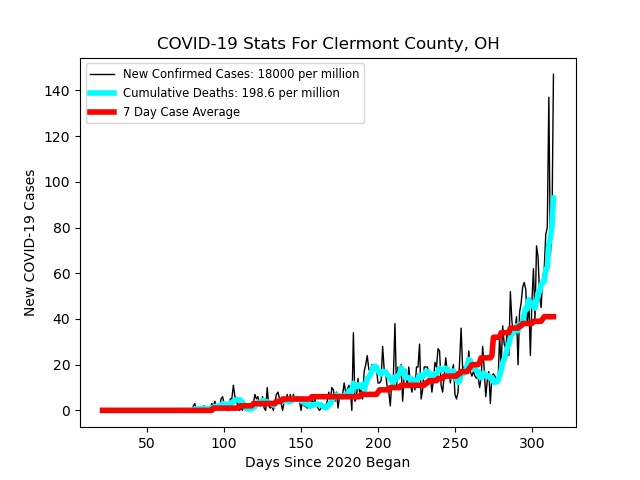 COVID-19 Stats For Clermont County, OH
New Confirmed Cases: 18000 per million
Cumulative Deaths: 198.6 per million
7 Day Case Average
New COVID-19 Cases
140
120
100
80
60
40
20
0
50 100 150 200 250 300
Days Since 2020 Began